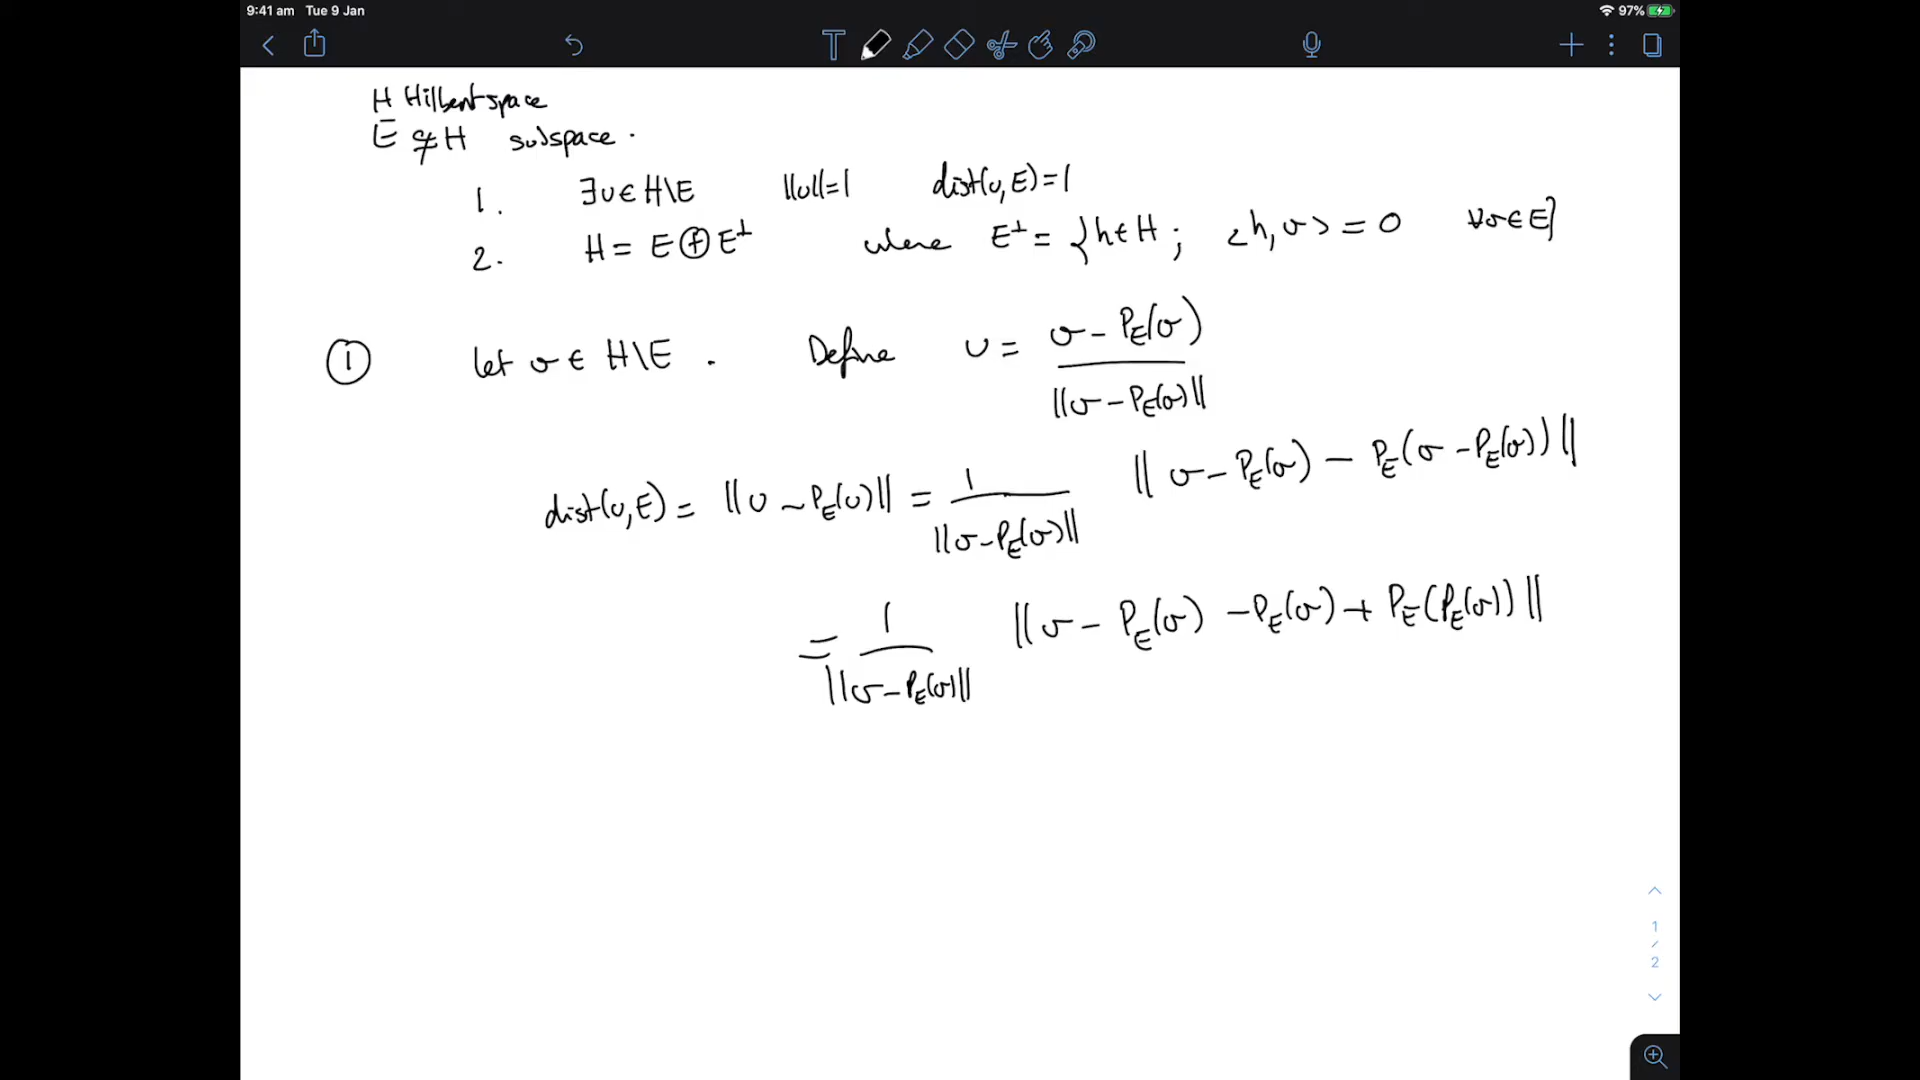 9:41 am Tue 9 Jan 97%
H Hilbert space
E ⊊ H subspace.
1. ∃u ∈ H\E ||u||=1 dist(u,E)=1
2. H = E ⊕ E^⊥ where E^⊥ = {h ∈ H ; <h, v> = 0 ∀v ∈ E}
① let v ∈ H\E . Define u = (v - P_E(v)) / ||v - P_E(v)||
dist(u,E) = ||u - P_E(u)|| = 1 / ||v - P_E(v)|| || v - P_E(v) - P_E(v - P_E(v)) ||
= 1 / ||v - P_E(v)|| ||v - P_E(v) - P_E(v) + P_E(P_E(v))||
1
/
2